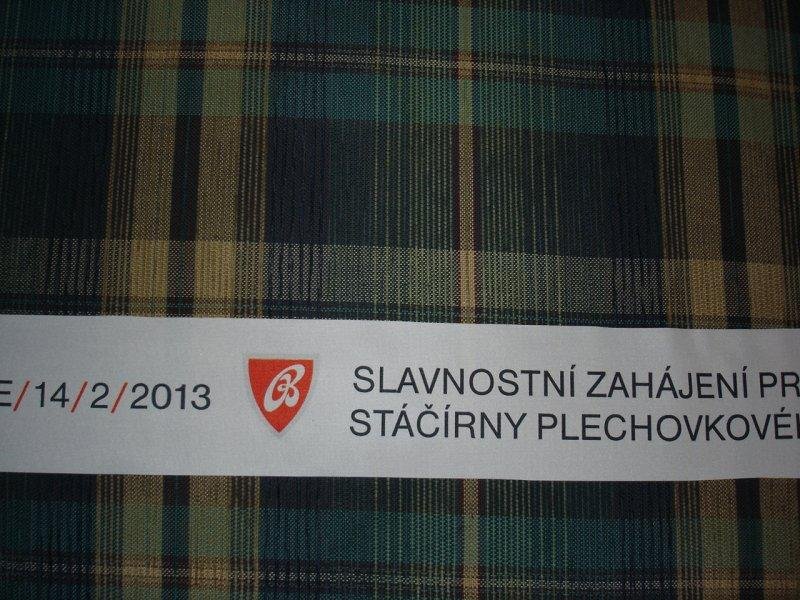 E/14/2/2013
B
SLAVNOSTNÍ ZAHÁJENÍ PR
STÁČÍRNY PLECHOVKOVÉ